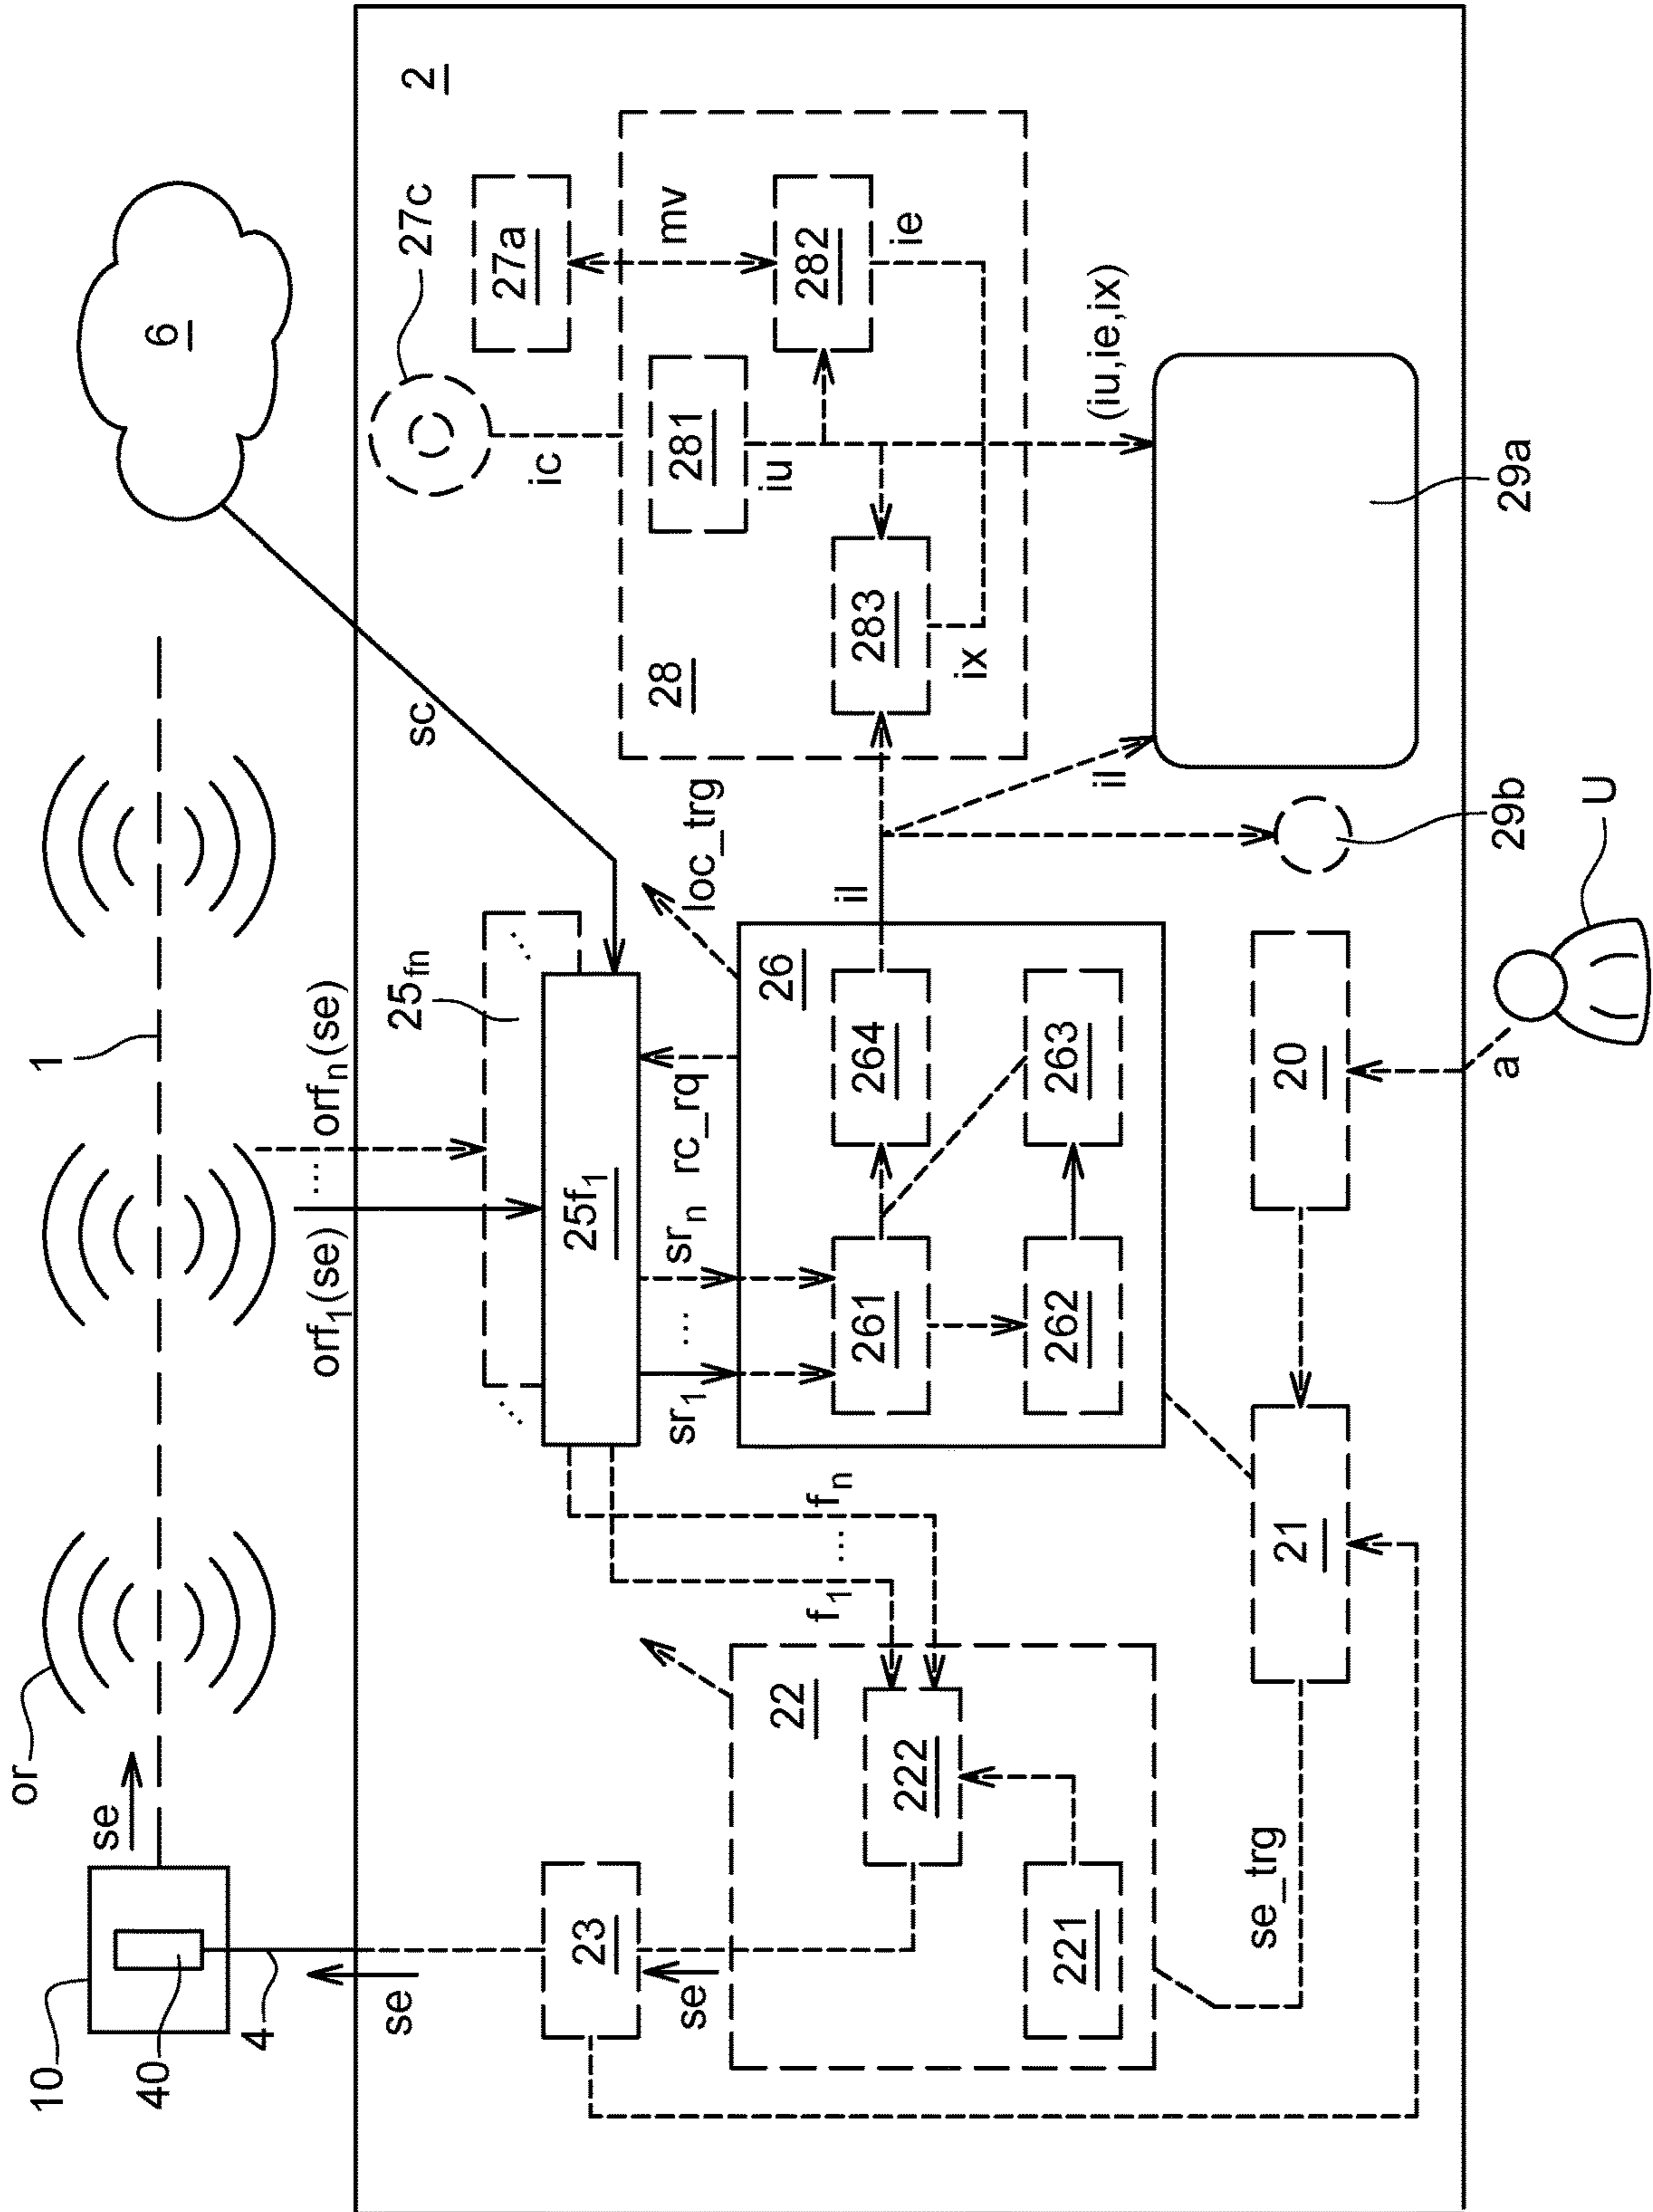 10
40
4
se
or
1
6
se
orf1(se)
...
orfn(se)
sc
2
27c
23
25fn
25f1
27a
ic
mv
se
sr1
...
srn
rc_rq
loc_trg
28
281
iu
282
ie
283
ix
22
222
221
f1
...
fn
26
261
264
262
263
il
il
(iu,ie,ix)
se_trg
21
20
a
U
29b
29a